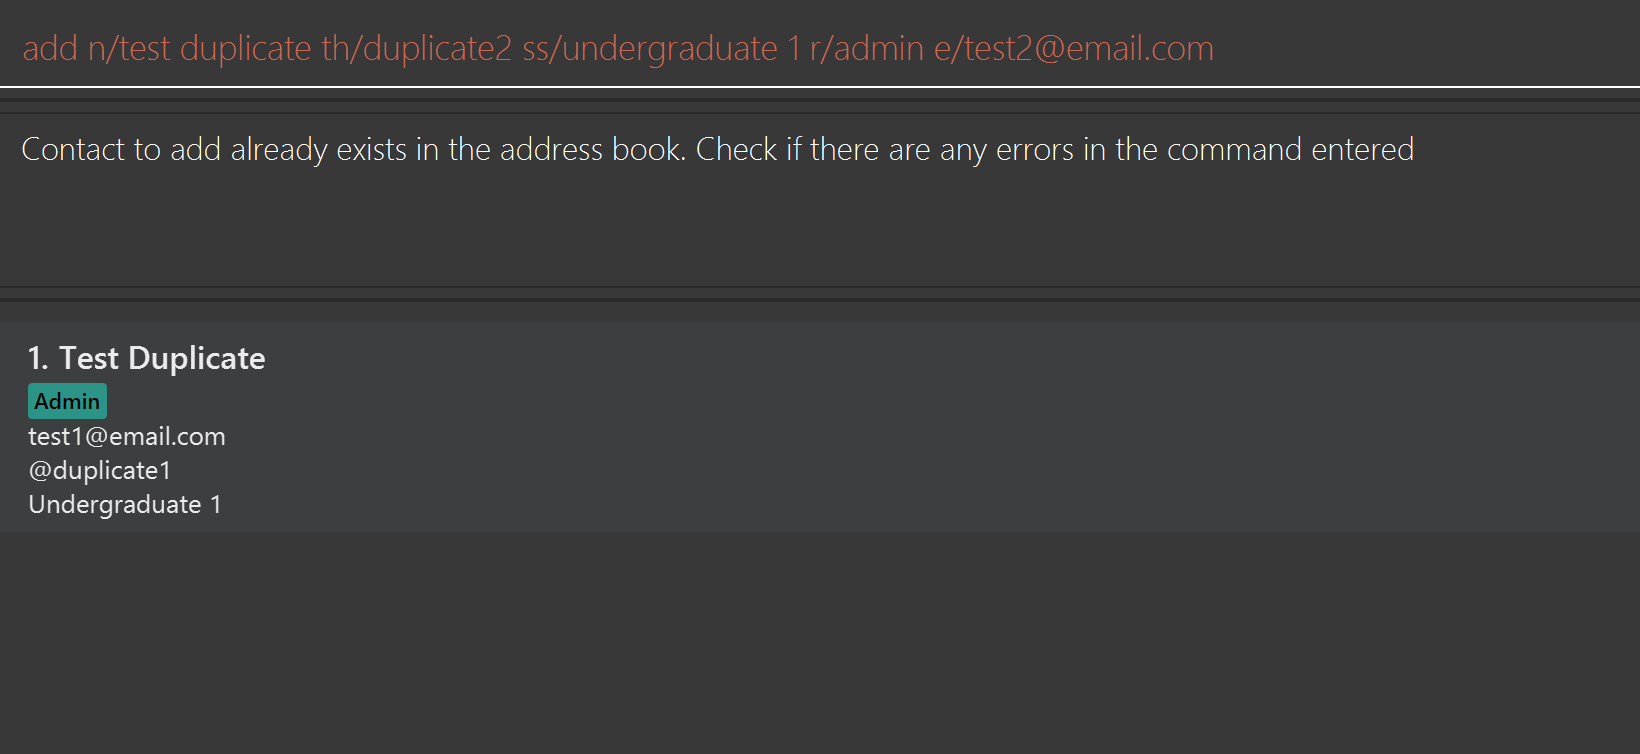 add n/test duplicate th/duplicate2 ss/undergraduate 1 r/admin e/test2@email.com
Contact to add already exists in the address book. Check if there are any errors in the command entered
1. Test Duplicate
Admin
test1@email.com
@duplicate1
Undergraduate 1